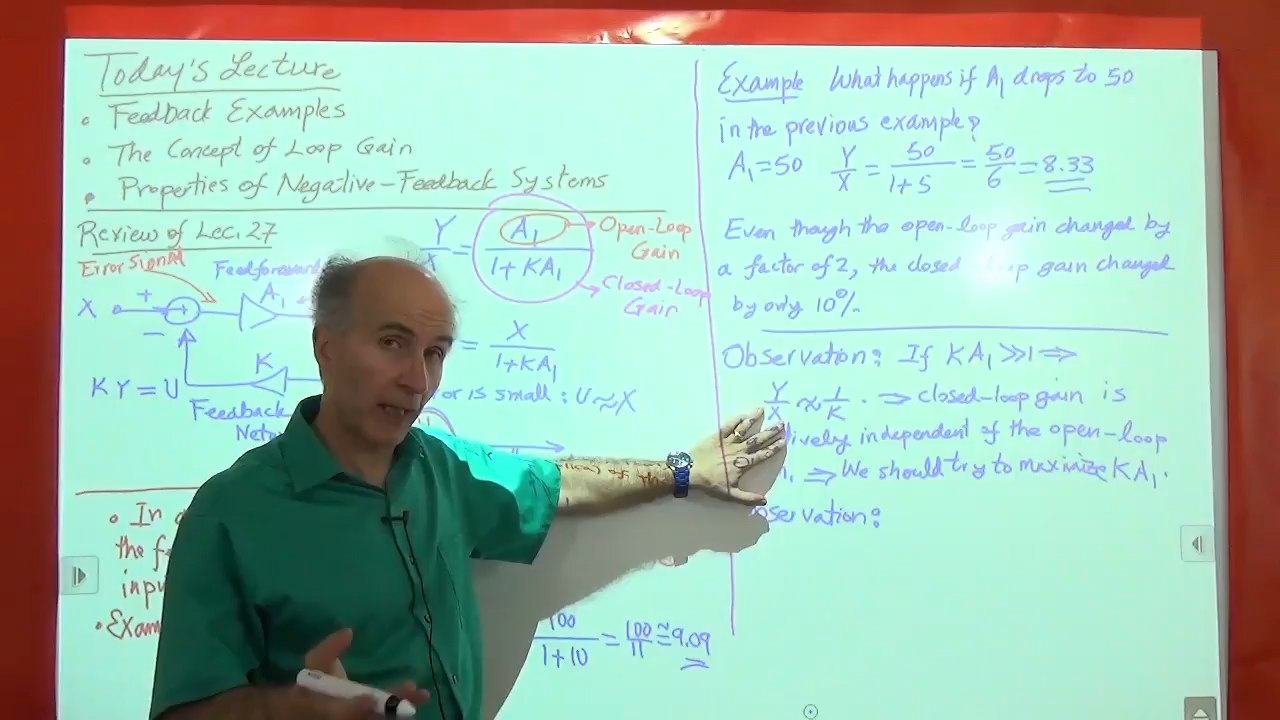 Today's Lecture
• Feedback Examples
• The Concept of Loop Gain
• Properties of Negative-Feedback Systems
Review of Lec. 27
Y/X = A₁/(1 + KA₁)
Open-Loop
Gain
Closed-Loop
Gain
Error Signal
Feedforward
X
+
−
A₁
K
KY = U
Feedback
= X/(1+KA₁)
is small: U ≈ X
• In
the
100/(1+10) = 100/11 ≈ 9.09
Example What happens if A₁ drops to 50
in the previous example?
A₁ = 50 Y/X = 50/(1+5) = 50/6 = 8.33
Even though the open-loop gain changed by
a factor of 2, the closed loop gain changed
by only 10%.
Observation: If KA₁ ≫ 1 ⇒
Y/X ≈ 1/K. ⇒ closed-loop gain is
independent of the open-loop
⇒ We should try to maximize KA₁.